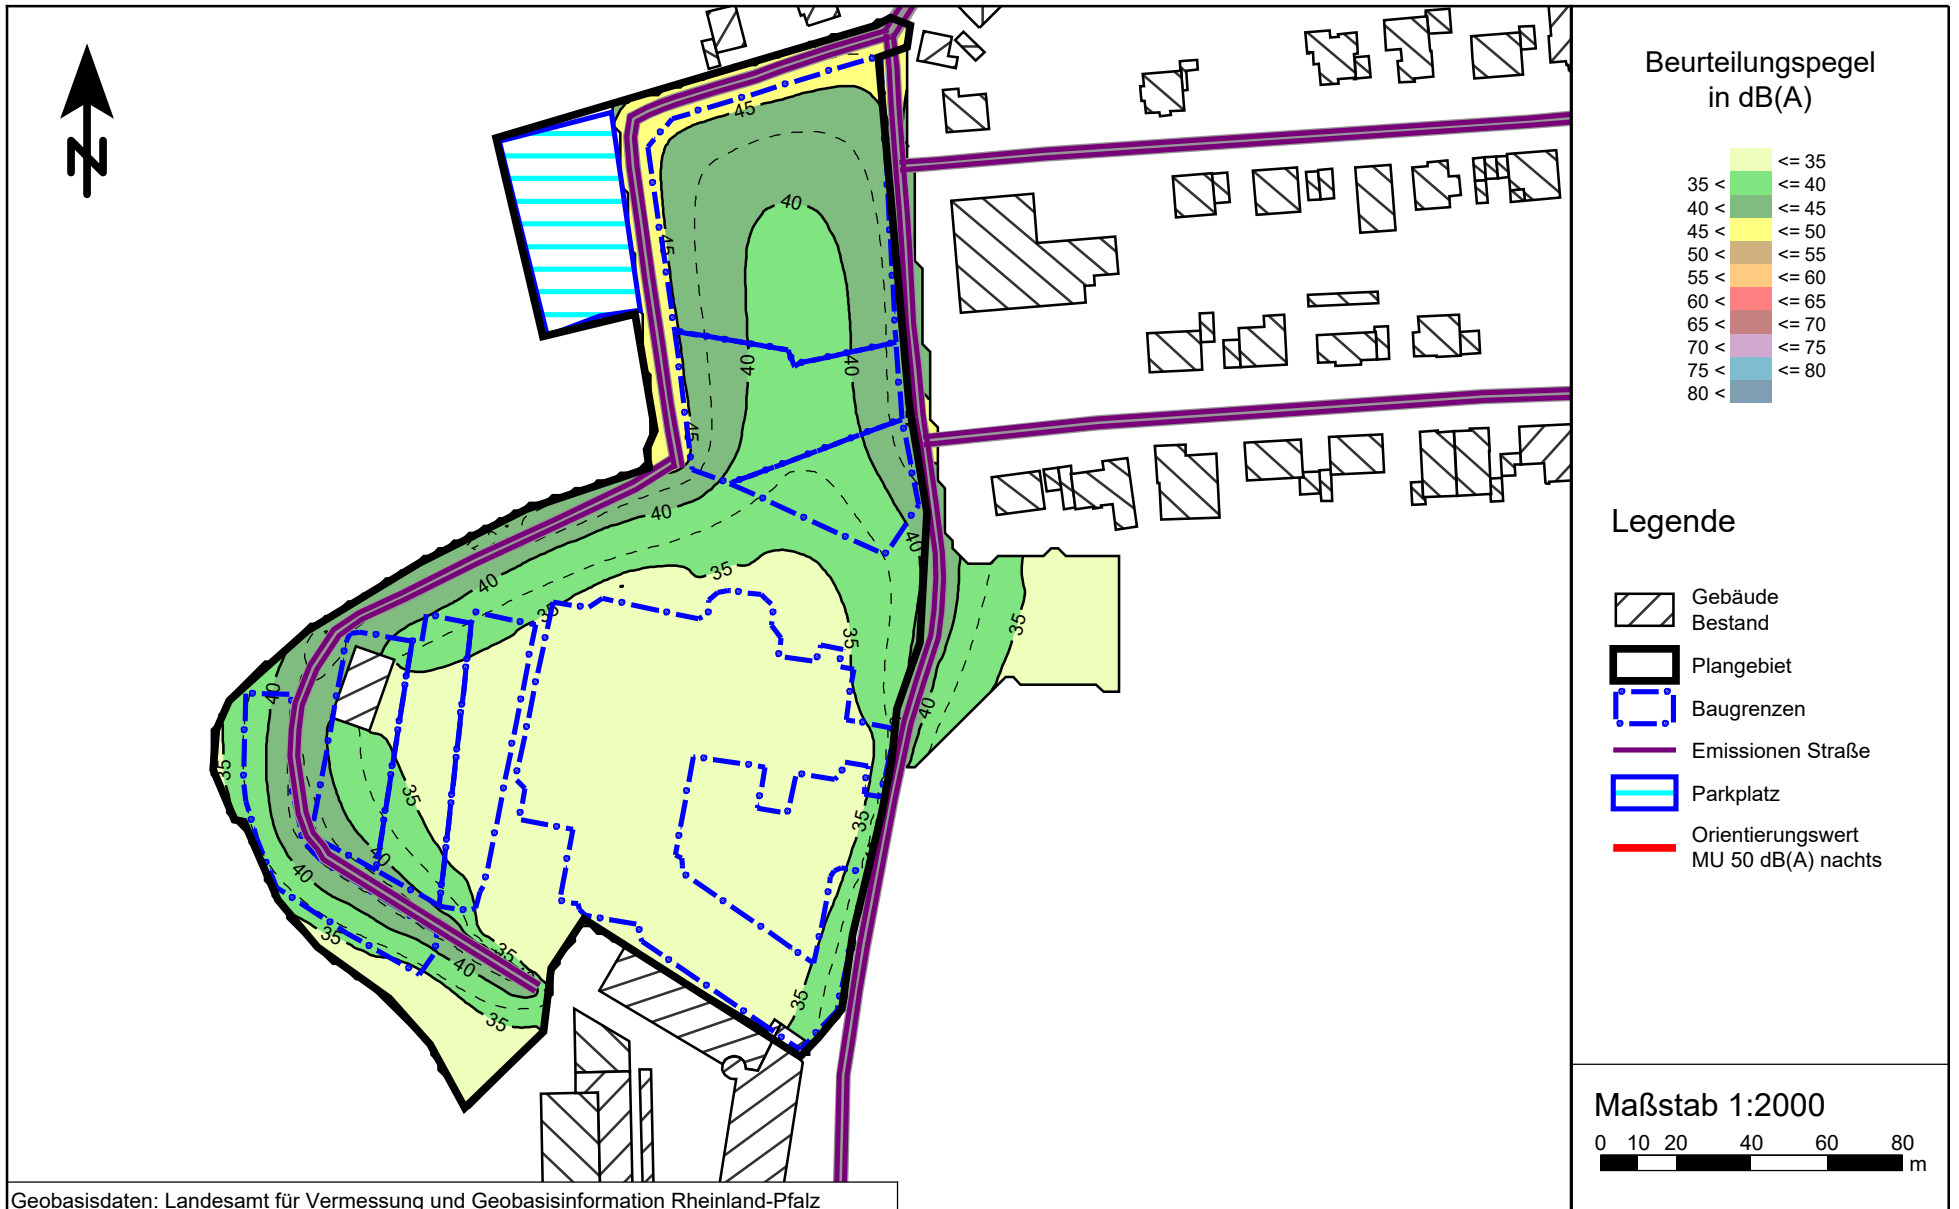 N
45
40
45
40
40
45
40
40
35
35
40
35
35
40
35
40
35
40
40
35
35
35
40
35
35
Beurteilungspegel
in dB(A)
<= 35
35 < <= 40
40 < <= 45
45 < <= 50
50 < <= 55
55 < <= 60
60 < <= 65
65 < <= 70
70 < <= 75
75 < <= 80
80 <
Legende
Gebäude
Bestand
Plangebiet
Baugrenzen
Emissionen Straße
Parkplatz
Orientierungswert
MU 50 dB(A) nachts
Maßstab 1:2000
0 10 20 40 60 80
m
Geobasisdaten: Landesamt für Vermessung und Geobasisinformation Rheinland-Pfalz